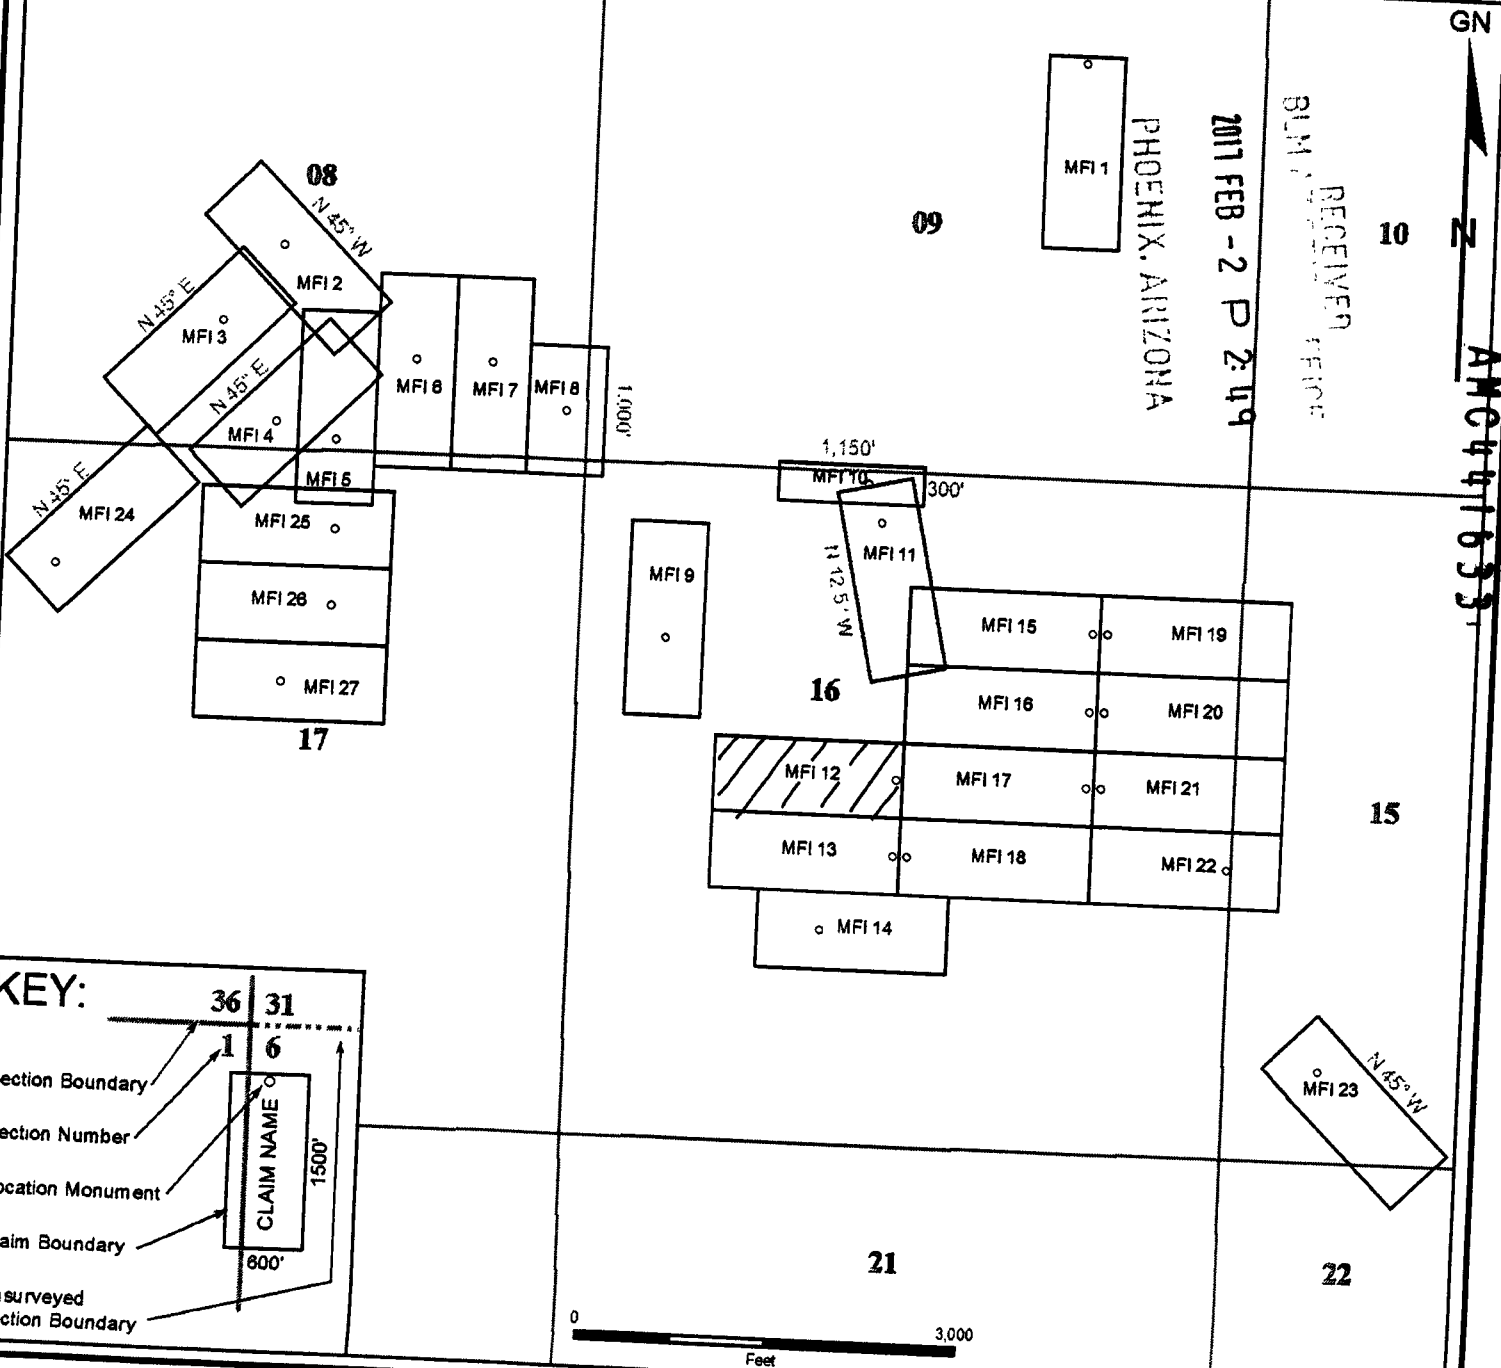 GN
N
08
09
10
MFI 1
N 45° W
MFI 2
N 45° E
MFI 3
N 45° E
MFI 4
MFI 5
MFI 6
MFI 7
MFI 8
1,000'
N 45° E
MFI 24
MFI 25
MFI 26
MFI 27
17
MFI 9
1,150'
MFI 10
300'
MFI 11
N 12.5° W
16
MFI 15
MFI 19
MFI 16
MFI 20
MFI 12
MFI 17
MFI 21
MFI 13
MFI 18
MFI 22
MFI 14
15
MFI 23
N 45° W
21
22
PHOENIX, ARIZONA
2017 FEB -2 P 2:49
BLM
RECEIVED
AMC441633
KEY:
36 31
1 6
ection Boundary
ection Number
ocation Monument
aim Boundary
surveyed
ction Boundary
CLAIM NAME
1500'
600'
0
3,000
Feet